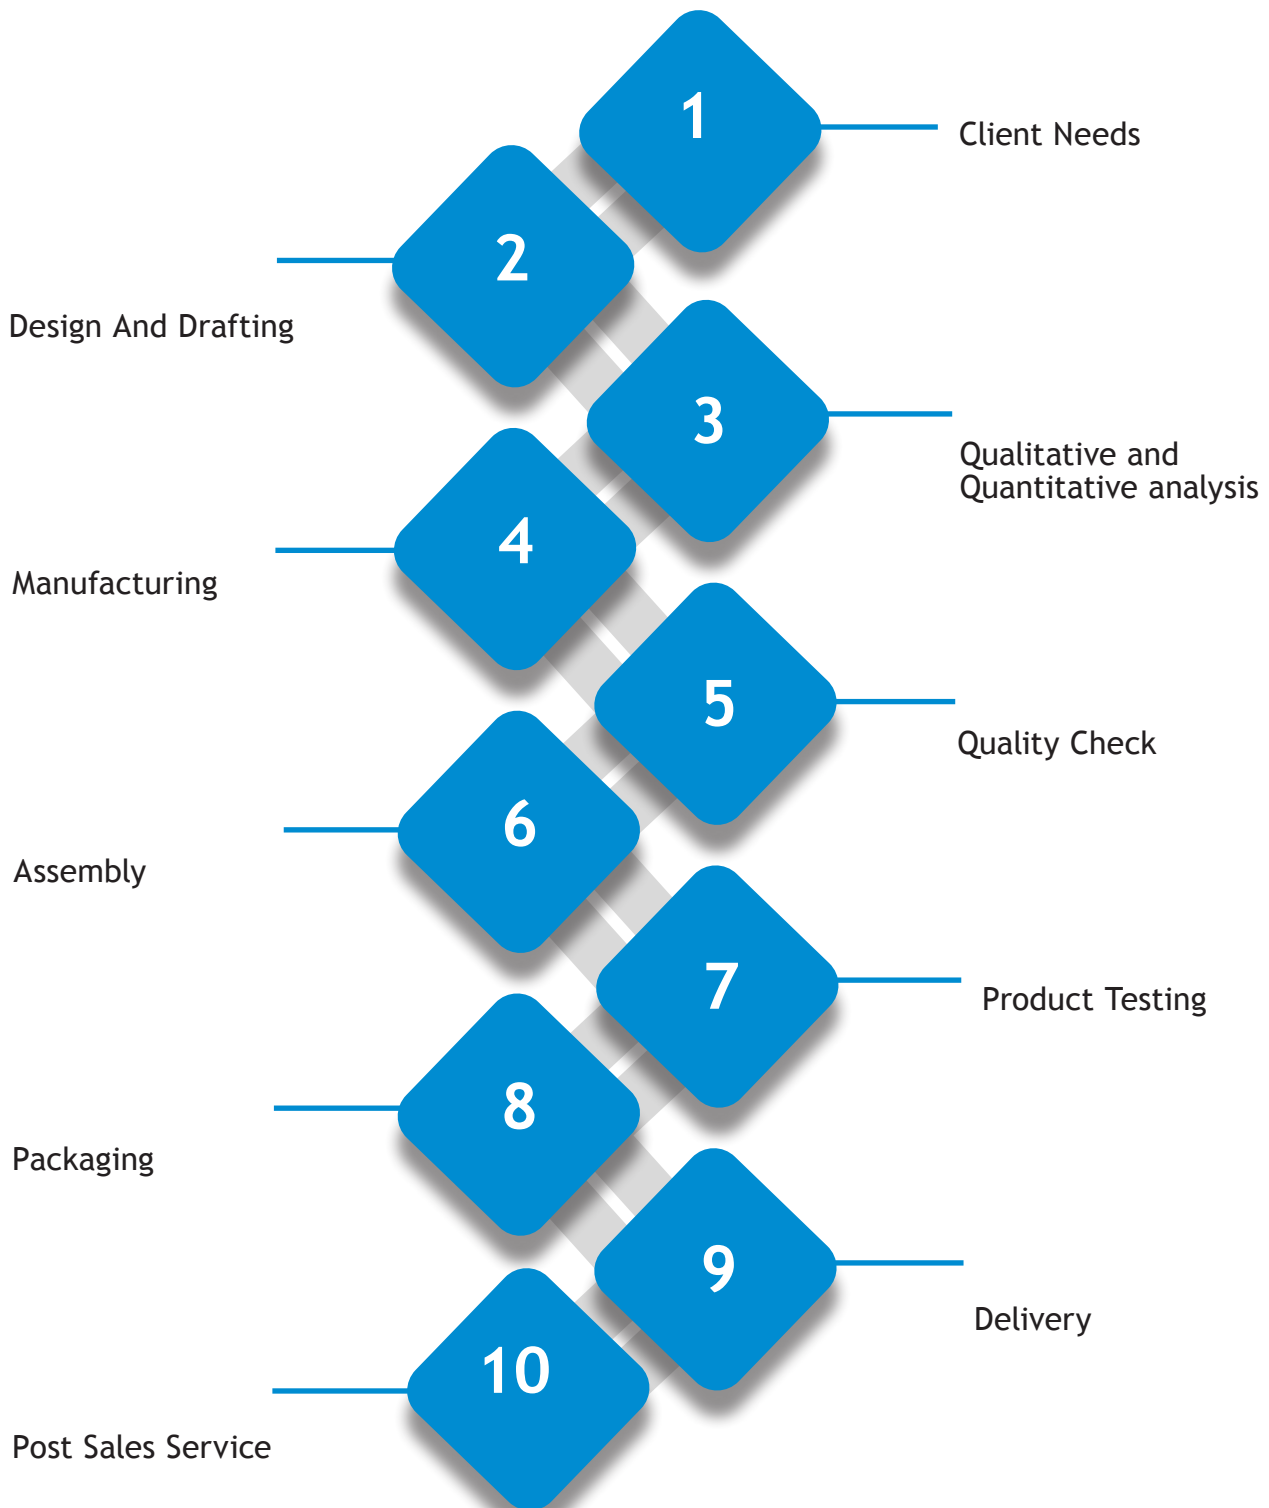 1
Client Needs
2
Design And Drafting
3
Qualitative and
Quantitative analysis
4
Manufacturing
5
Quality Check
6
Assembly
7
Product Testing
8
Packaging
9
Delivery
10
Post Sales Service